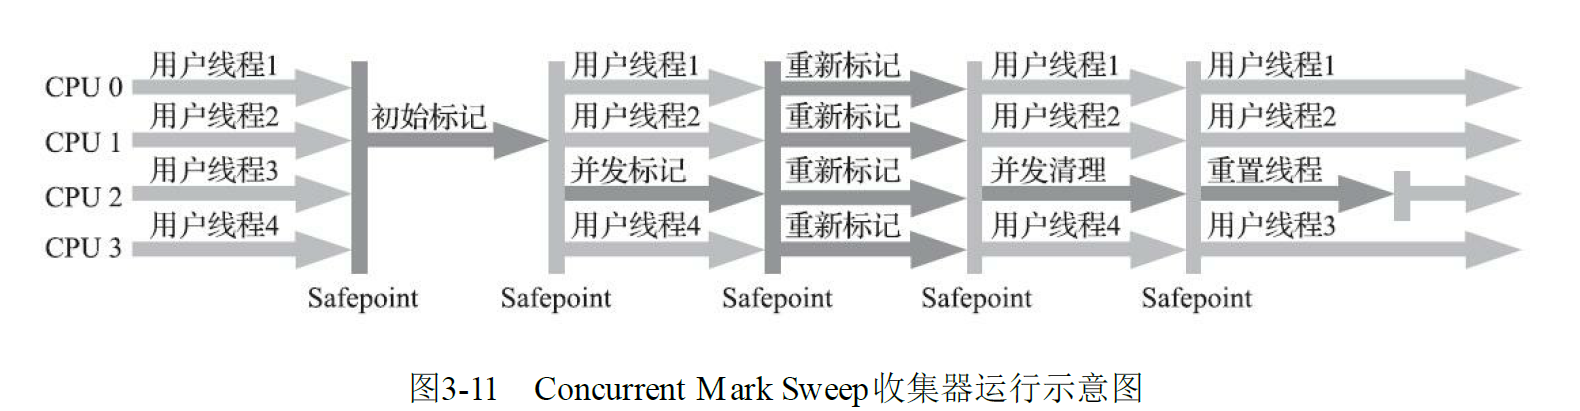 用户线程1 用户线程1 重新标记 用户线程1 用户线程1
CPU 0
用户线程2 初始标记 用户线程2 重新标记 用户线程2 用户线程2
CPU 1
用户线程3 并发标记 重新标记 并发清理 重置线程
CPU 2
用户线程4 用户线程4 重新标记 用户线程4 用户线程3
CPU 3
Safepoint Safepoint Safepoint Safepoint Safepoint
图3-11 Concurrent Mark Sweep收集器运行示意图